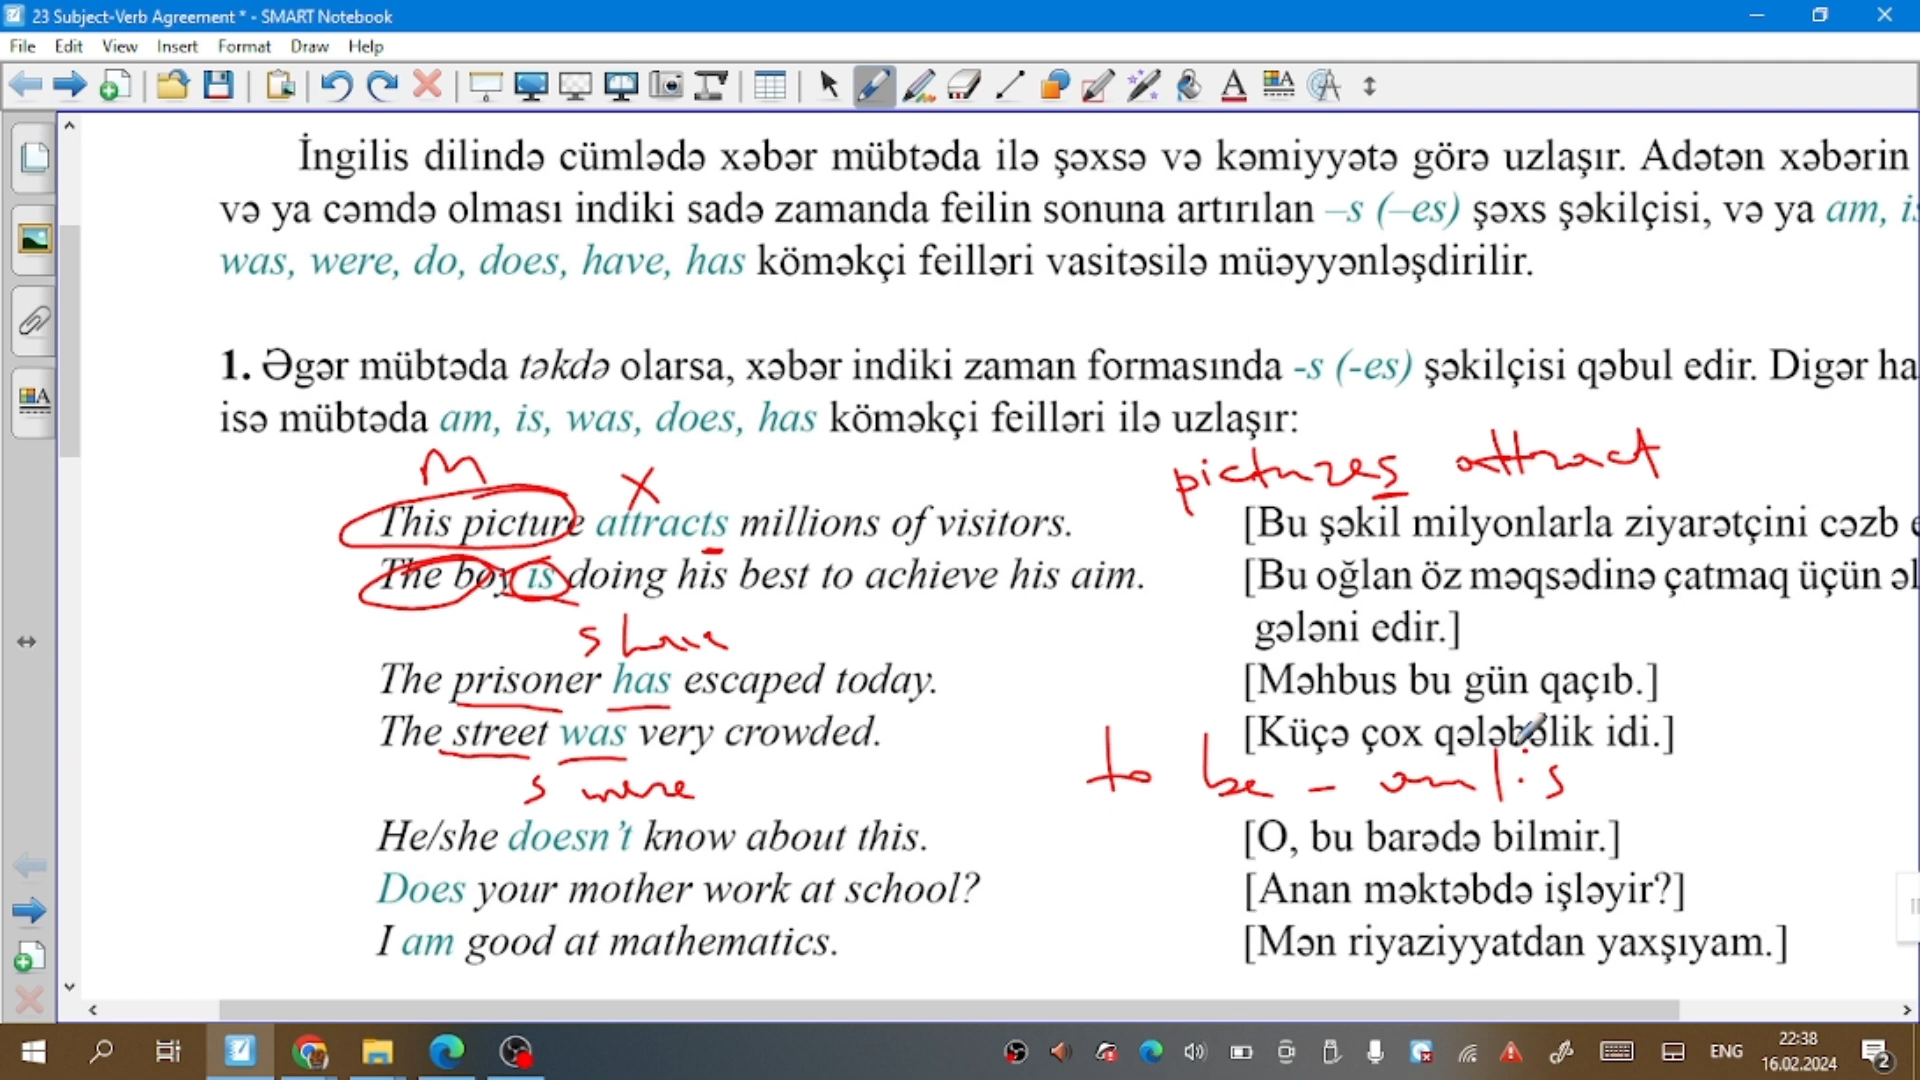 23 Subject-Verb Agreement * - SMART Notebook
File Edit View Insert Format Draw Help
İngilis dilində cümlədə xəbər mübtəda ilə şəxsə və kəmiyyətə görə uzlaşır. Adətən xəbərin
və ya cəmdə olması indiki sadə zamanda feilin sonuna artırılan –s (–es) şəxs şəkilçisi, və ya am,
was, were, do, does, have, has köməkçi feilləri vasitəsilə müəyyənləşdirilir.
1. Əgər mübtəda təkdə olarsa, xəbər indiki zaman formasında -s (-es) şəkilçisi qəbul edir. Digər
isə mübtəda am, is, was, does, has köməkçi feilləri ilə uzlaşır:
M X pictures attract
This picture attracts millions of visitors. [Bu şəkil milyonlarla ziyarətçini cəzb
The boy is doing his best to achieve his aim. [Bu oğlan öz məqsədinə çatmaq üçün
gələni edir.]
s have
The prisoner has escaped today. [Məhbus bu gün qaçıb.]
The street was very crowded. [Küçə çox qələbəlik idi.]
s were to be - am is
He/she doesn’t know about this. [O, bu barədə bilmir.]
Does your mother work at school? [Anan məktəbdə işləyir?]
I am good at mathematics. [Mən riyaziyyatdan yaxşıyam.]
ENG 22:38
16.02.2024
2